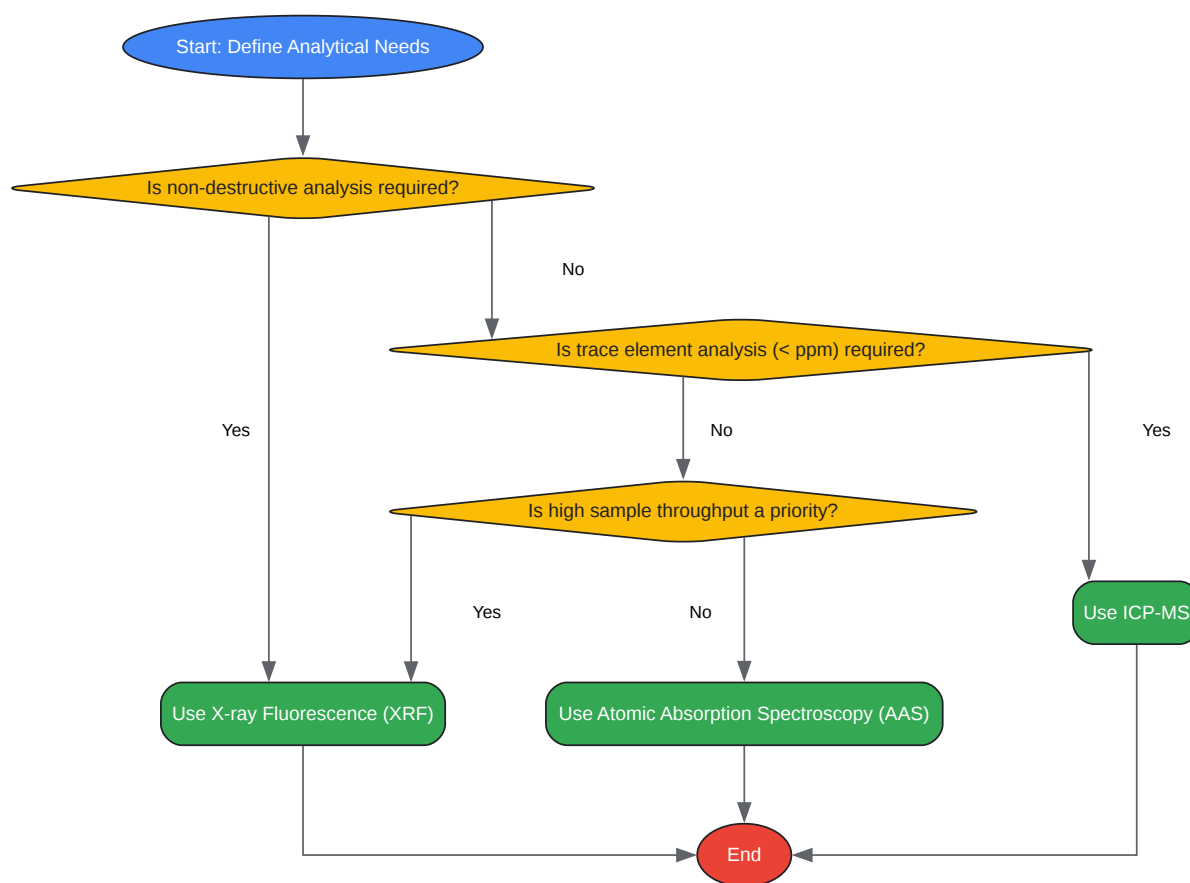 Start: Define Analytical Needs
Is non-destructive analysis required?
No
Is trace element analysis (< ppm) required?
Yes
No
Yes
Is high sample throughput a priority?
Yes
No
Use ICP-MS
Use X-ray Fluorescence (XRF)
Use Atomic Absorption Spectroscopy (AAS)
End